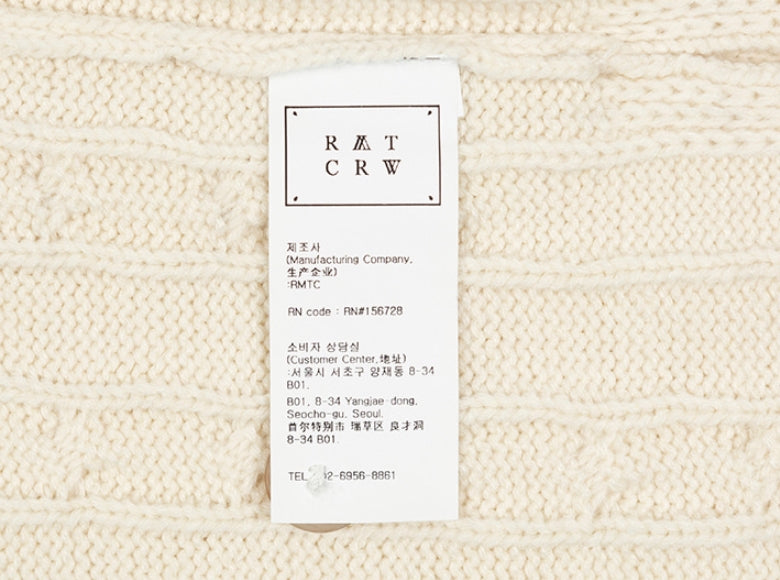 R M T
C R W
제조사
(Manufacturing Company,
生产企业)
:RMTC
RN code : RN#156728
소비자 상담실
(Customer Center,地址)
:서울시 서초구 양재동 8-34
B01,
B01, 8-34 Yangjae-dong,
Seocho-gu, Seoul.
首尔特别市 瑞草区 良才洞
8-34 B01.
TEL 02-6956-8861